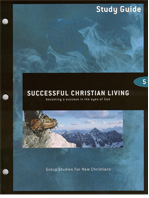 Study Guide
5
SUCCESSFUL CHRISTIAN LIVING
becoming a success in the eyes of God
Group Studies For New Christians